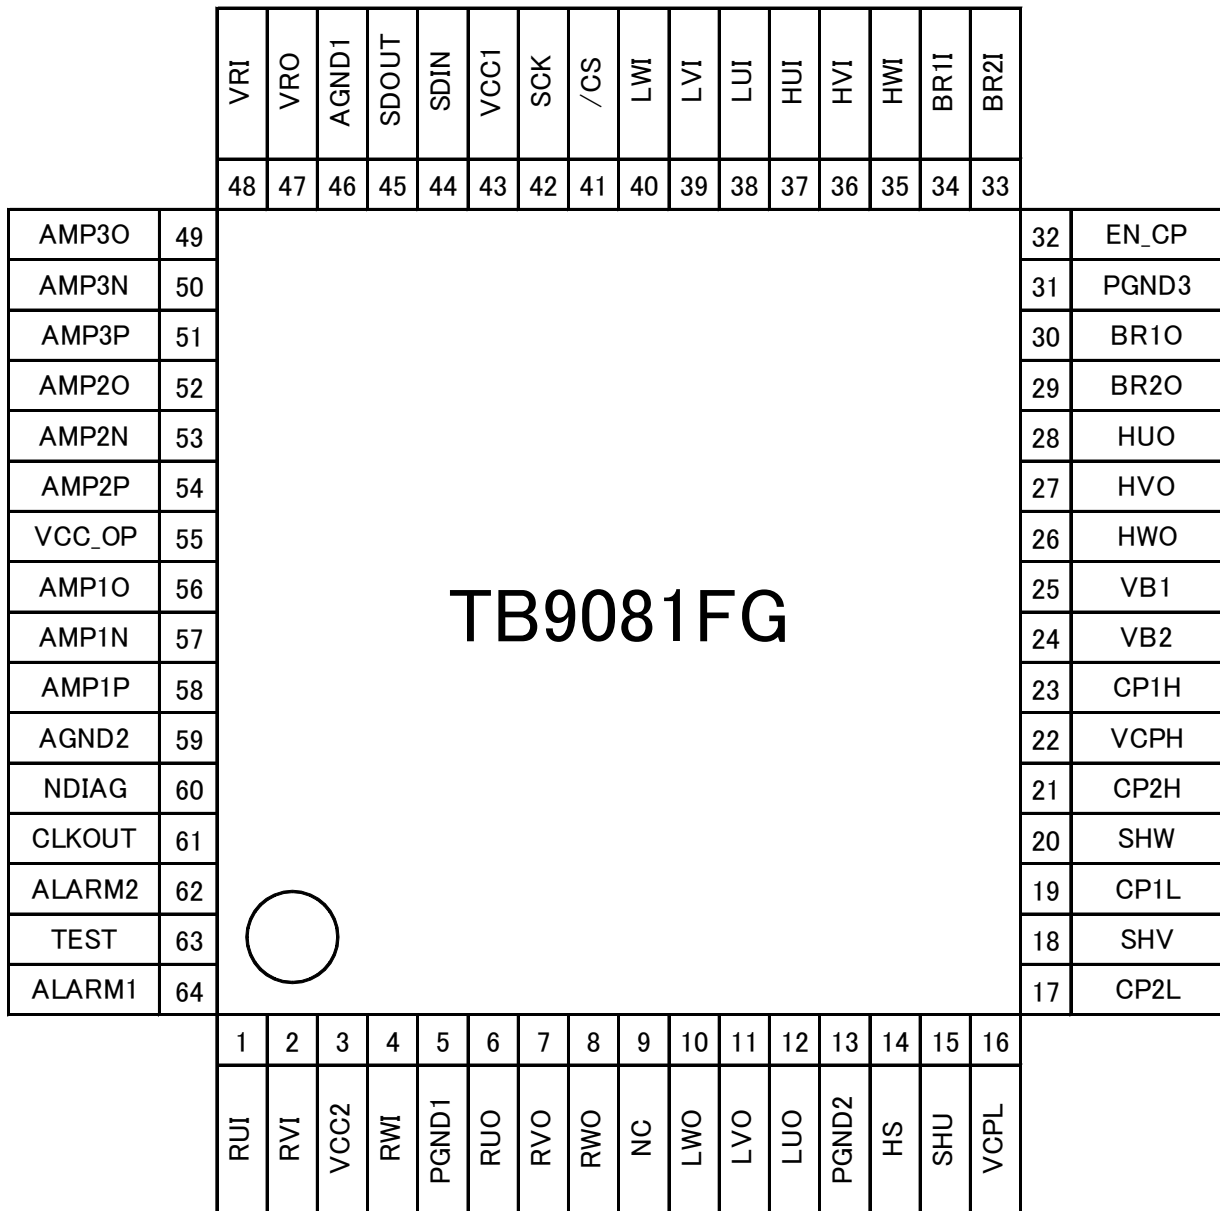 VRI VRO AGND1 SDOUT SDIN VCC1 SCK /CS LWI LVI LUI HUI HVI HWI BR1I BR2I
48 47 46 45 44 43 42 41 40 39 38 37 36 35 34 33
AMP3O 49 32 EN_CP
AMP3N 50 31 PGND3
AMP3P 51 30 BR1O
AMP2O 52 29 BR2O
AMP2N 53 28 HUO
AMP2P 54 27 HVO
VCC_OP 55 26 HWO
AMP1O 56 25 VB1
TB9081FG
AMP1N 57 24 VB2
AMP1P 58 23 CP1H
AGND2 59 22 VCPH
NDIAG 60 21 CP2H
CLKOUT 61 20 SHW
ALARM2 62 19 CP1L
TEST 63 18 SHV
ALARM1 64 17 CP2L
1 2 3 4 5 6 7 8 9 10 11 12 13 14 15 16
RUI RVI VCC2 RWI PGND1 RUO RVO RWO NC LWO LVO LUO PGND2 HS SHU VCPL